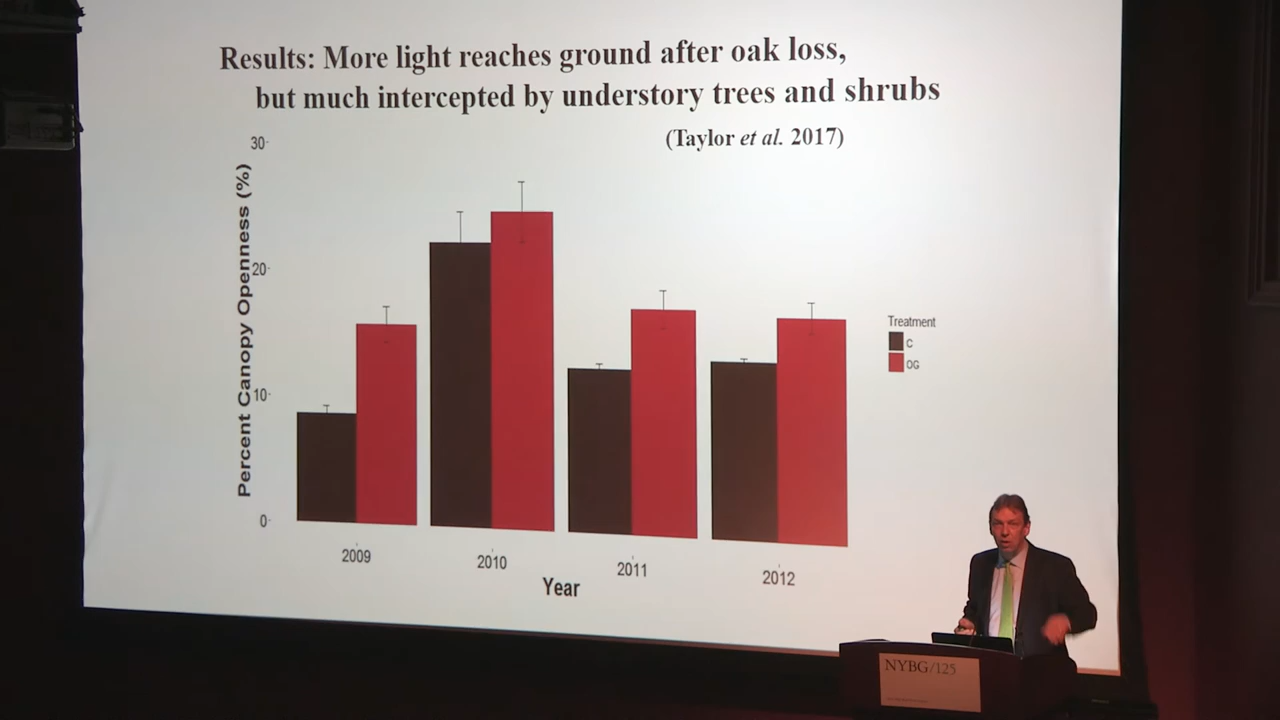 Results: More light reaches ground after oak loss,
but much intercepted by understory trees and shrubs
(Taylor et al. 2017)
30
20
10
0
Percent Canopy Openness (%)
2009
2010
2011
2012
Year
Treatment
C
OG
NYBG/125